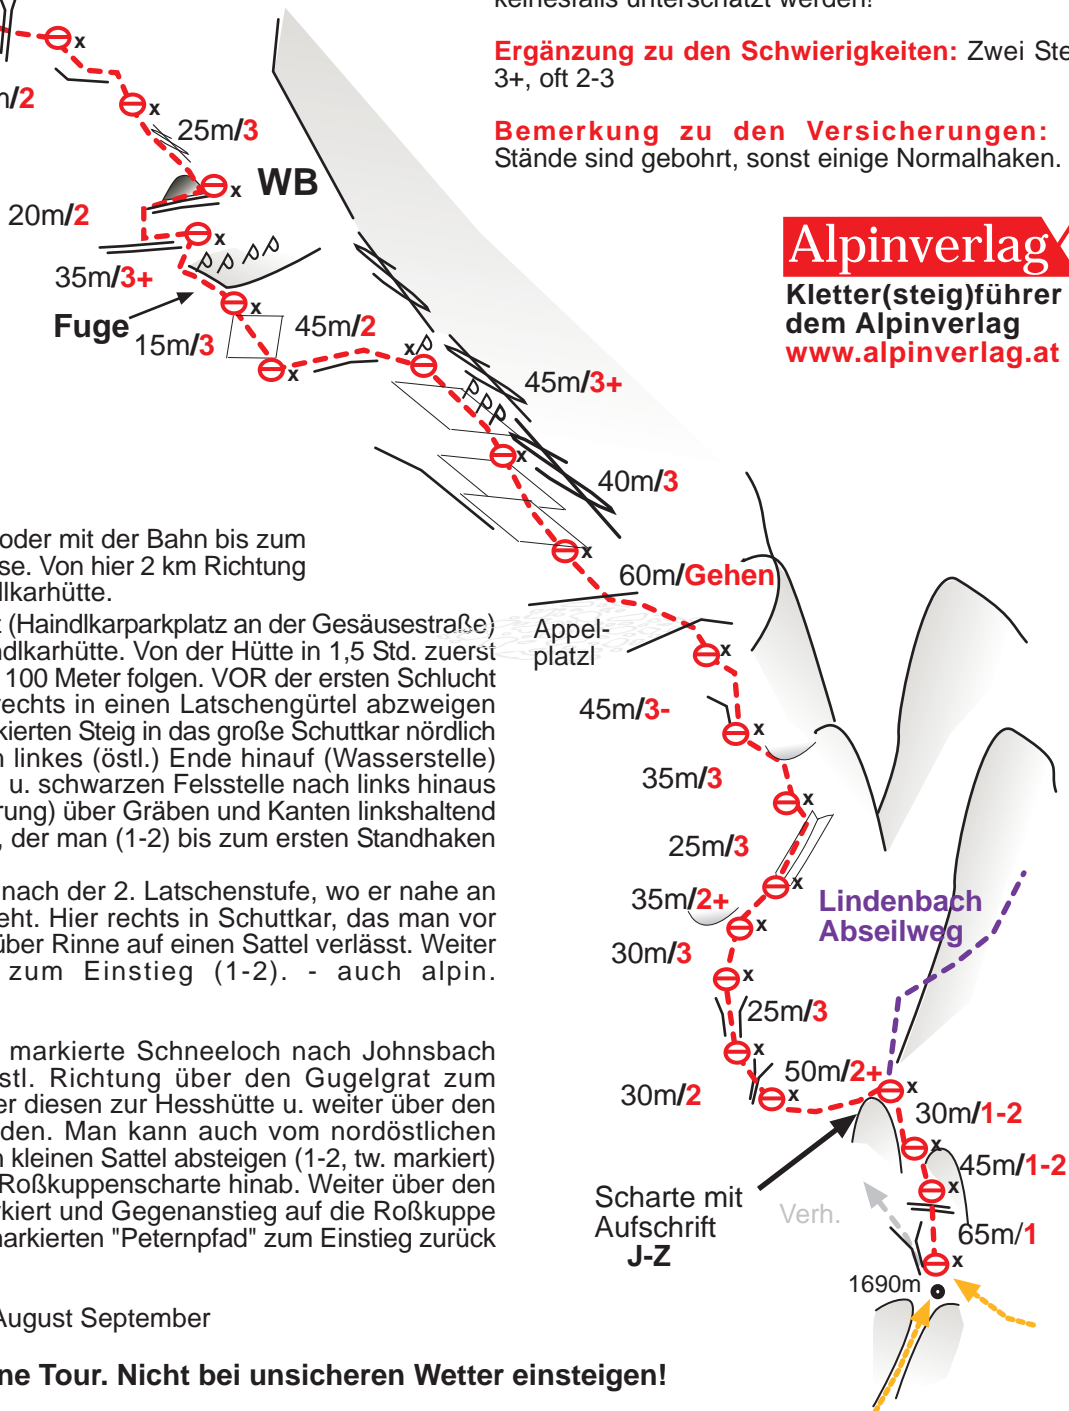 keinesfalls unterschätzt werden!
Ergänzung zu den Schwierigkeiten: Zwei Ste
3+, oft 2-3
Bemerkung zu den Versicherungen:
Stände sind gebohrt, sonst einige Normalhaken.
Alpinverlag
Kletter(steig)führer
dem Alpinverlag
www.alpinverlag.at
x
/2
x
25m/3
WB
x
20m/2
x
35m/3+
Fuge
x
15m/3
45m/2
x
x
45m/3+
x
40m/3
x
60m/Gehen
Appel-
platzl
x
45m/3-
x
35m/3
x
25m/3
x
35m/2+
x
Lindenbach
Abseilweg
30m/3
x
25m/3
x
50m/2+
30m/2
x
x
30m/1-2
x
45m/1-2
x
Scharte mit
Aufschrift
J-Z
Verh.
65m/1
x
1690m
oder mit der Bahn bis zum
se. Von hier 2 km Richtung
dlkarhütte.
(Haindlkarparkplatz an der Gesäusestraße)
ndlkarhütte. Von der Hütte in 1,5 Std. zuerst
100 Meter folgen. VOR der ersten Schlucht
rechts in einen Latschengürtel abzweigen
kierten Steig in das große Schuttkar nördlich
n linkes (östl.) Ende hinauf (Wasserstelle)
u. schwarzen Felsstelle nach links hinaus
rung) über Gräben und Kanten linkshaltend
, der man (1-2) bis zum ersten Standhaken
nach der 2. Latschenstufe, wo er nahe an
eht. Hier rechts in Schuttkar, das man vor
über Rinne auf einen Sattel verlässt. Weiter
zum Einstieg (1-2). - auch alpin.
markierte Schneeloch nach Johnsbach
stl. Richtung über den Gugelgrat zum
er diesen zur Hesshütte u. weiter über den
den. Man kann auch vom nordöstlichen
n kleinen Sattel absteigen (1-2, tw. markiert)
Roßkuppenscharte hinab. Weiter über den
rkiert und Gegenanstieg auf die Roßkuppe
markierten "Peternpfad" zum Einstieg zurück
August September
ne Tour. Nicht bei unsicheren Wetter einsteigen!